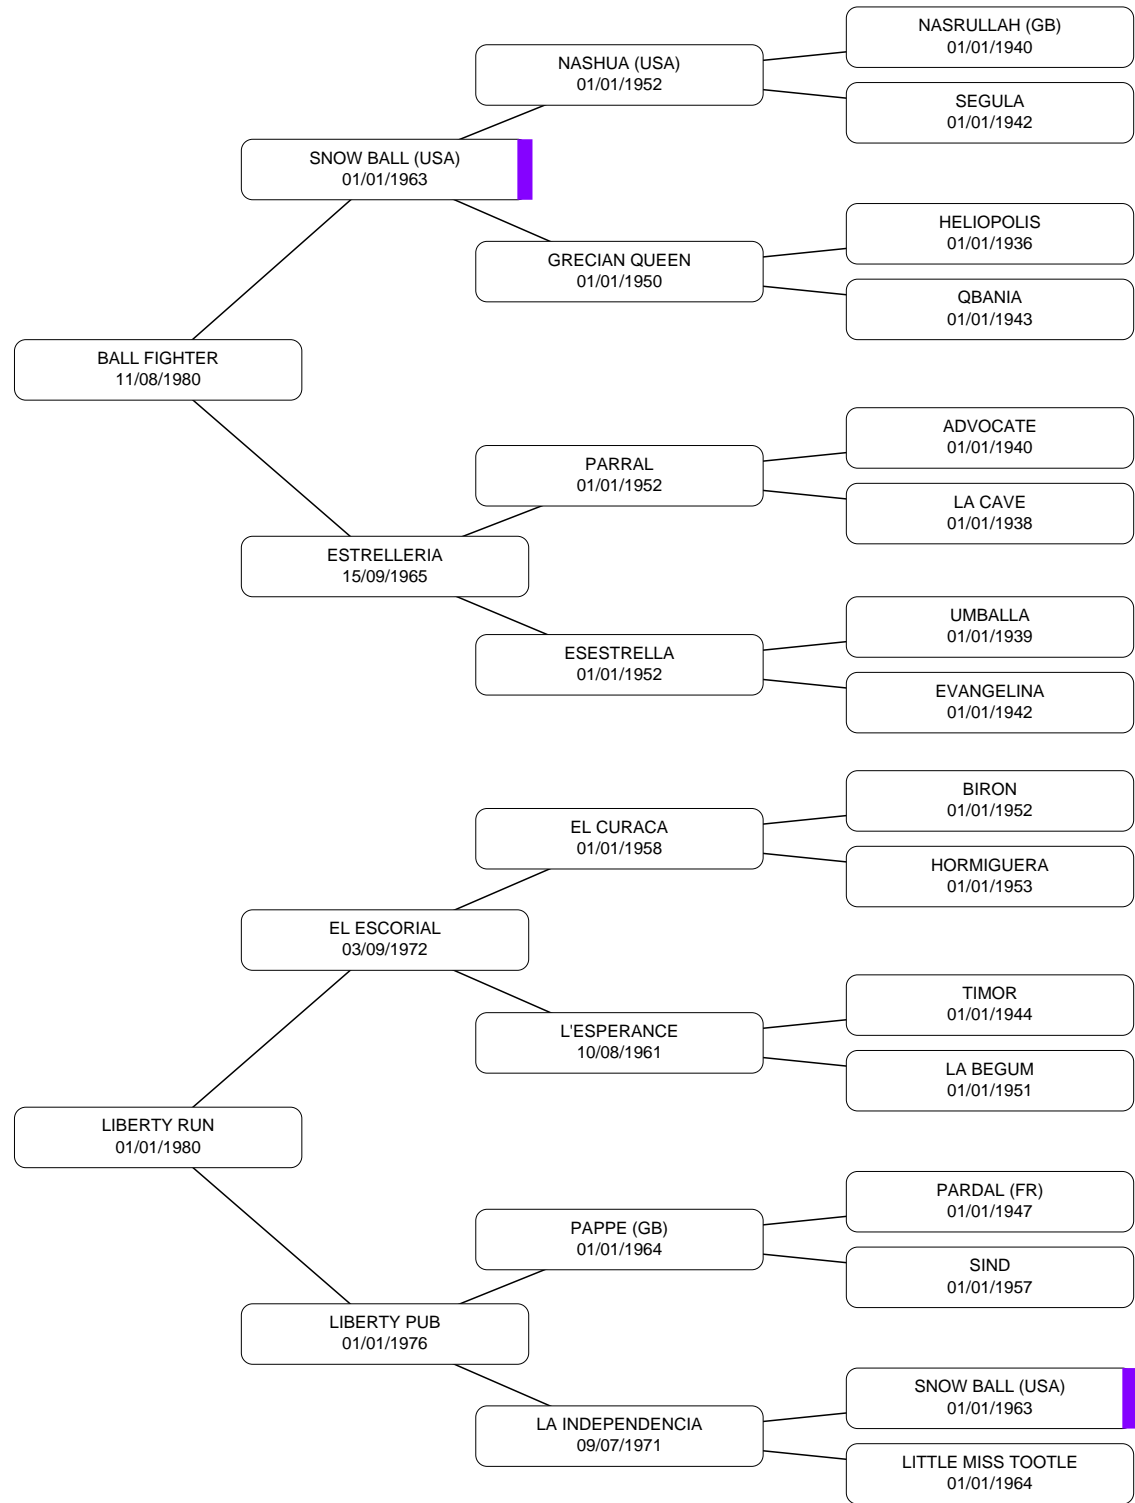 NASRULLAH (GB)
01/01/1940
NASHUA (USA)
01/01/1952
SEGULA
01/01/1942
SNOW BALL (USA)
01/01/1963
HELIOPOLIS
01/01/1936
GRECIAN QUEEN
01/01/1950
QBANIA
01/01/1943
BALL FIGHTER
11/08/1980
ADVOCATE
01/01/1940
PARRAL
01/01/1952
LA CAVE
01/01/1938
ESTRELLERIA
15/09/1965
UMBALLA
01/01/1939
ESESTRELLA
01/01/1952
EVANGELINA
01/01/1942
BIRON
01/01/1952
EL CURACA
01/01/1958
HORMIGUERA
01/01/1953
EL ESCORIAL
03/09/1972
TIMOR
01/01/1944
L'ESPERANCE
10/08/1961
LA BEGUM
01/01/1951
LIBERTY RUN
01/01/1980
PARDAL (FR)
01/01/1947
PAPPE (GB)
01/01/1964
SIND
01/01/1957
LIBERTY PUB
01/01/1976
SNOW BALL (USA)
01/01/1963
LA INDEPENDENCIA
09/07/1971
LITTLE MISS TOOTLE
01/01/1964